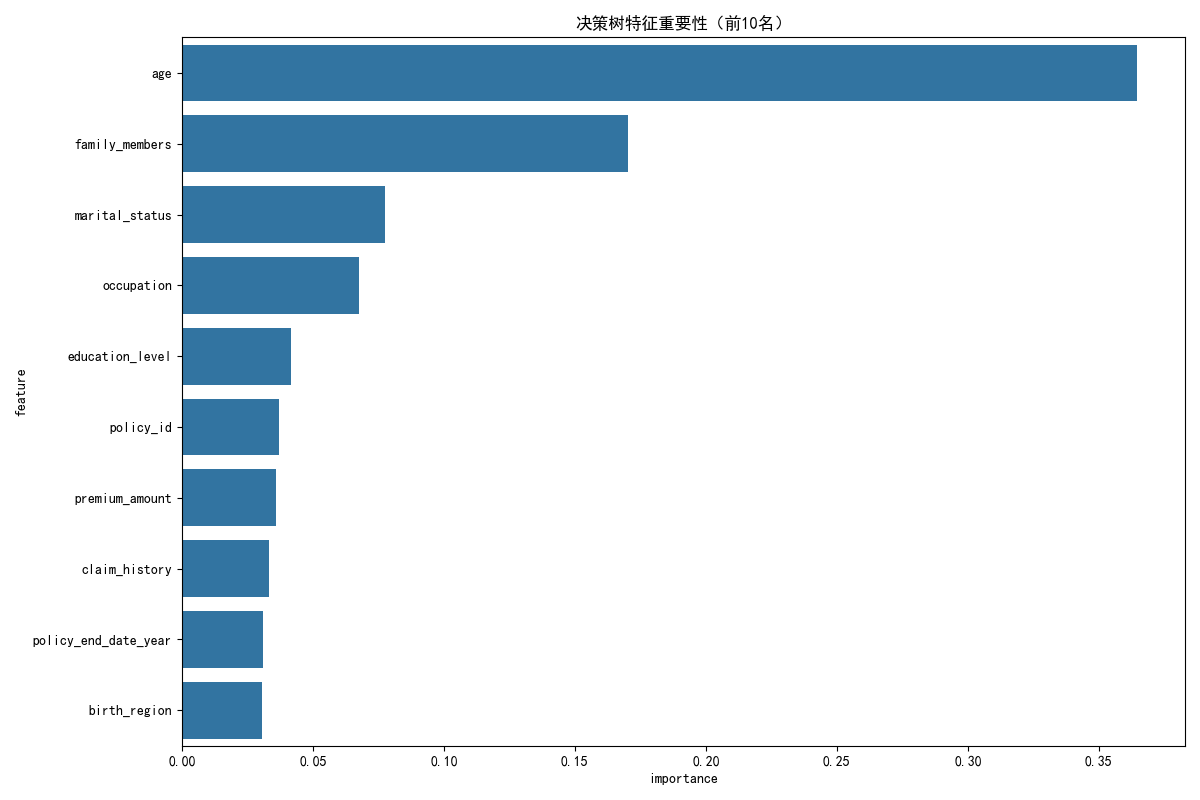 决策树特征重要性（前10名）
age
family_members
marital_status
occupation
education_level
policy_id
premium_amount
claim_history
policy_end_date_year
birth_region
feature
0.00 0.05 0.10 0.15 0.20 0.25 0.30 0.35
importance